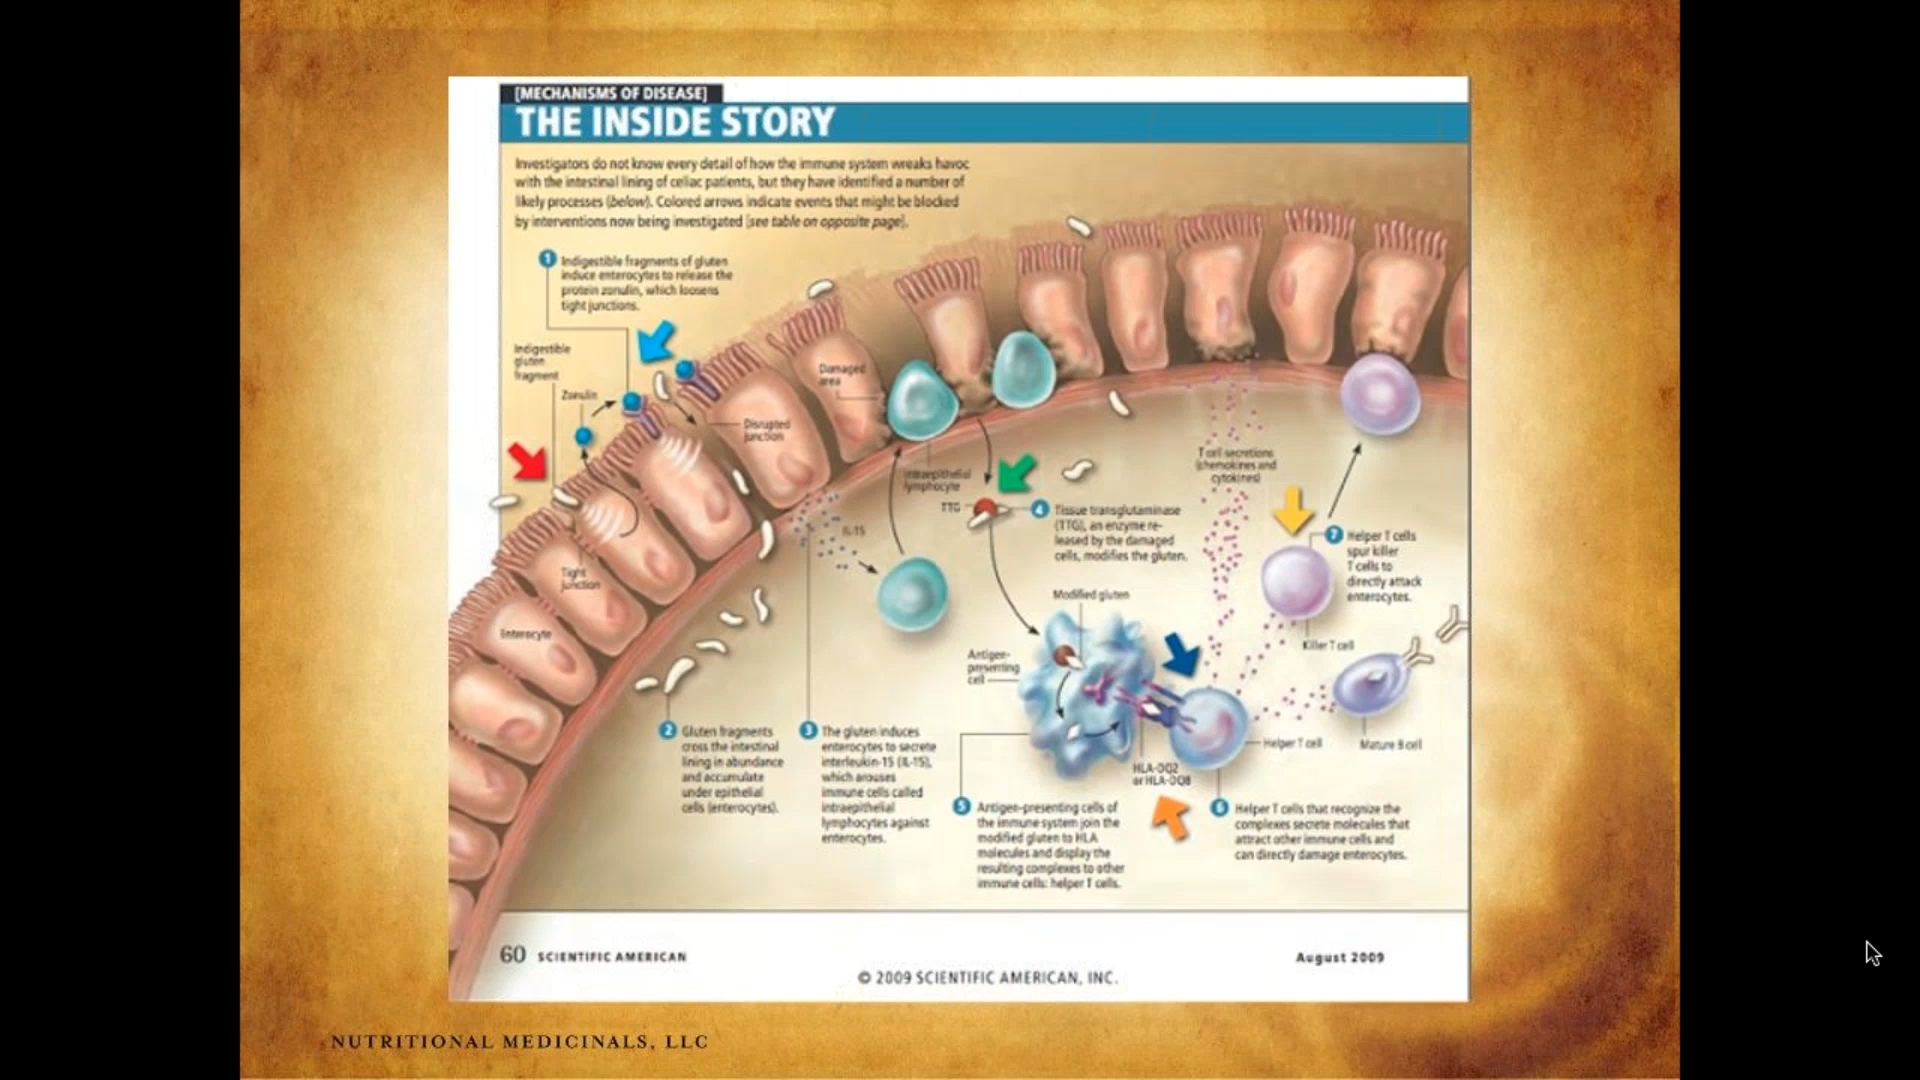 [MECHANISMS OF DISEASE]
THE INSIDE STORY
Investigators do not know every detail of how the immune system wreaks havoc
with the intestinal lining of celiac patients, but they have identified a number of
likely processes (below). Colored arrows indicate events that might be blocked
by interventions now being investigated [see table on opposite page].
1 Indigestible fragments of gluten
induce enterocytes to release the
protein zonulin, which loosens
tight junctions.
Indigestible
gluten
fragment
Zonulin
Damaged
area
Disrupted
junction
Intraepithelial
lymphocyte
T cell secretions
(chemokines and
cytokines)
TTG
4 Tissue transglutaminase
(TTG), an enzyme re-
leased by the damaged
cells, modifies the gluten.
IL-15
7 Helper T cells
spur killer
T cells to
directly attack
enterocytes.
Tight
junction
Enterocyte
Modified gluten
Killer T cell
Antigen-
presenting
cell
Helper T cell
Mature B cell
HLA-DQ2
or HLA-DQ8
2 Gluten fragments
cross the intestinal
lining in abundance
and accumulate
under epithelial
cells (enterocytes).
3 The gluten induces
enterocytes to secrete
interleukin-15 (IL-15),
which arouses
immune cells called
intraepithelial
lymphocytes against
enterocytes.
5 Antigen-presenting cells of
the immune system join the
modified gluten to HLA
molecules and display the
resulting complexes to other
immune cells: helper T cells.
6 Helper T cells that recognize the
complexes secrete molecules that
attract other immune cells and
can directly damage enterocytes.
60 SCIENTIFIC AMERICAN
August 2009
© 2009 SCIENTIFIC AMERICAN, INC.
NUTRITIONAL MEDICINALS, LLC